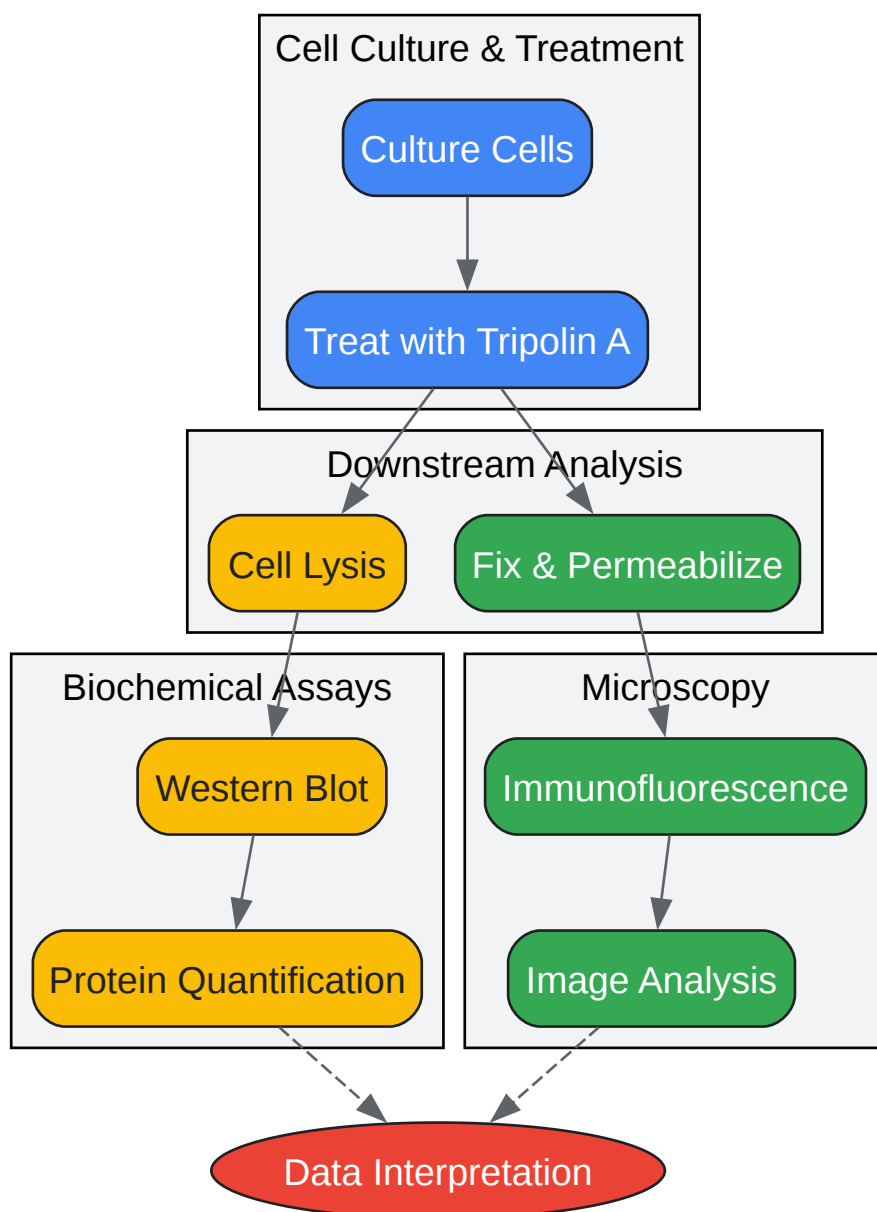 Cell Culture & Treatment
Culture Cells
Treat with Tripolin A
Downstream Analysis
Cell Lysis
Fix & Permeabilize
Biochemical Assays
Microscopy
Western Blot
Immunofluorescence
Protein Quantification
Image Analysis
Data Interpretation